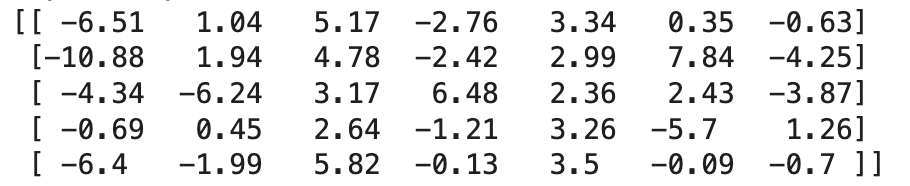 [[ -6.51   1.04   5.17  -2.76   3.34   0.35  -0.63]
 [-10.88   1.94   4.78  -2.42   2.99   7.84  -4.25]
 [ -4.34  -6.24   3.17   6.48   2.36   2.43  -3.87]
 [ -0.69   0.45   2.64  -1.21   3.26  -5.7    1.26]
 [ -6.4   -1.99   5.82  -0.13   3.5   -0.09  -0.7 ]]